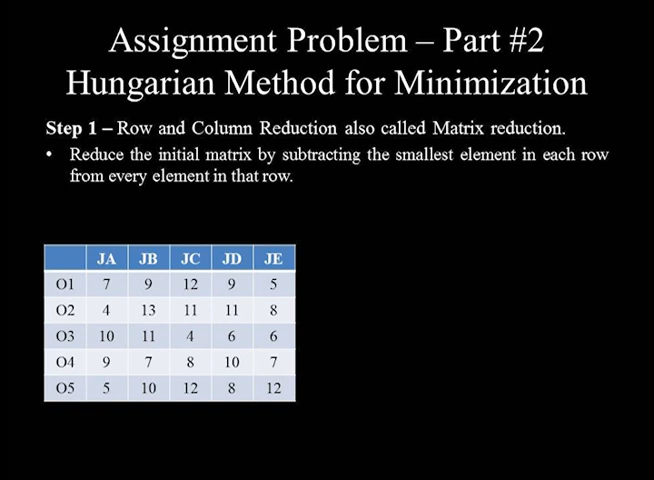 Assignment Problem – Part #2
Hungarian Method for Minimization
Step 1 – Row and Column Reduction also called Matrix reduction.
• Reduce the initial matrix by subtracting the smallest element in each row
from every element in that row.
JA JB JC JD JE
O1 7 9 12 9 5
O2 4 13 11 11 8
O3 10 11 4 6 6
O4 9 7 8 10 7
O5 5 10 12 8 12